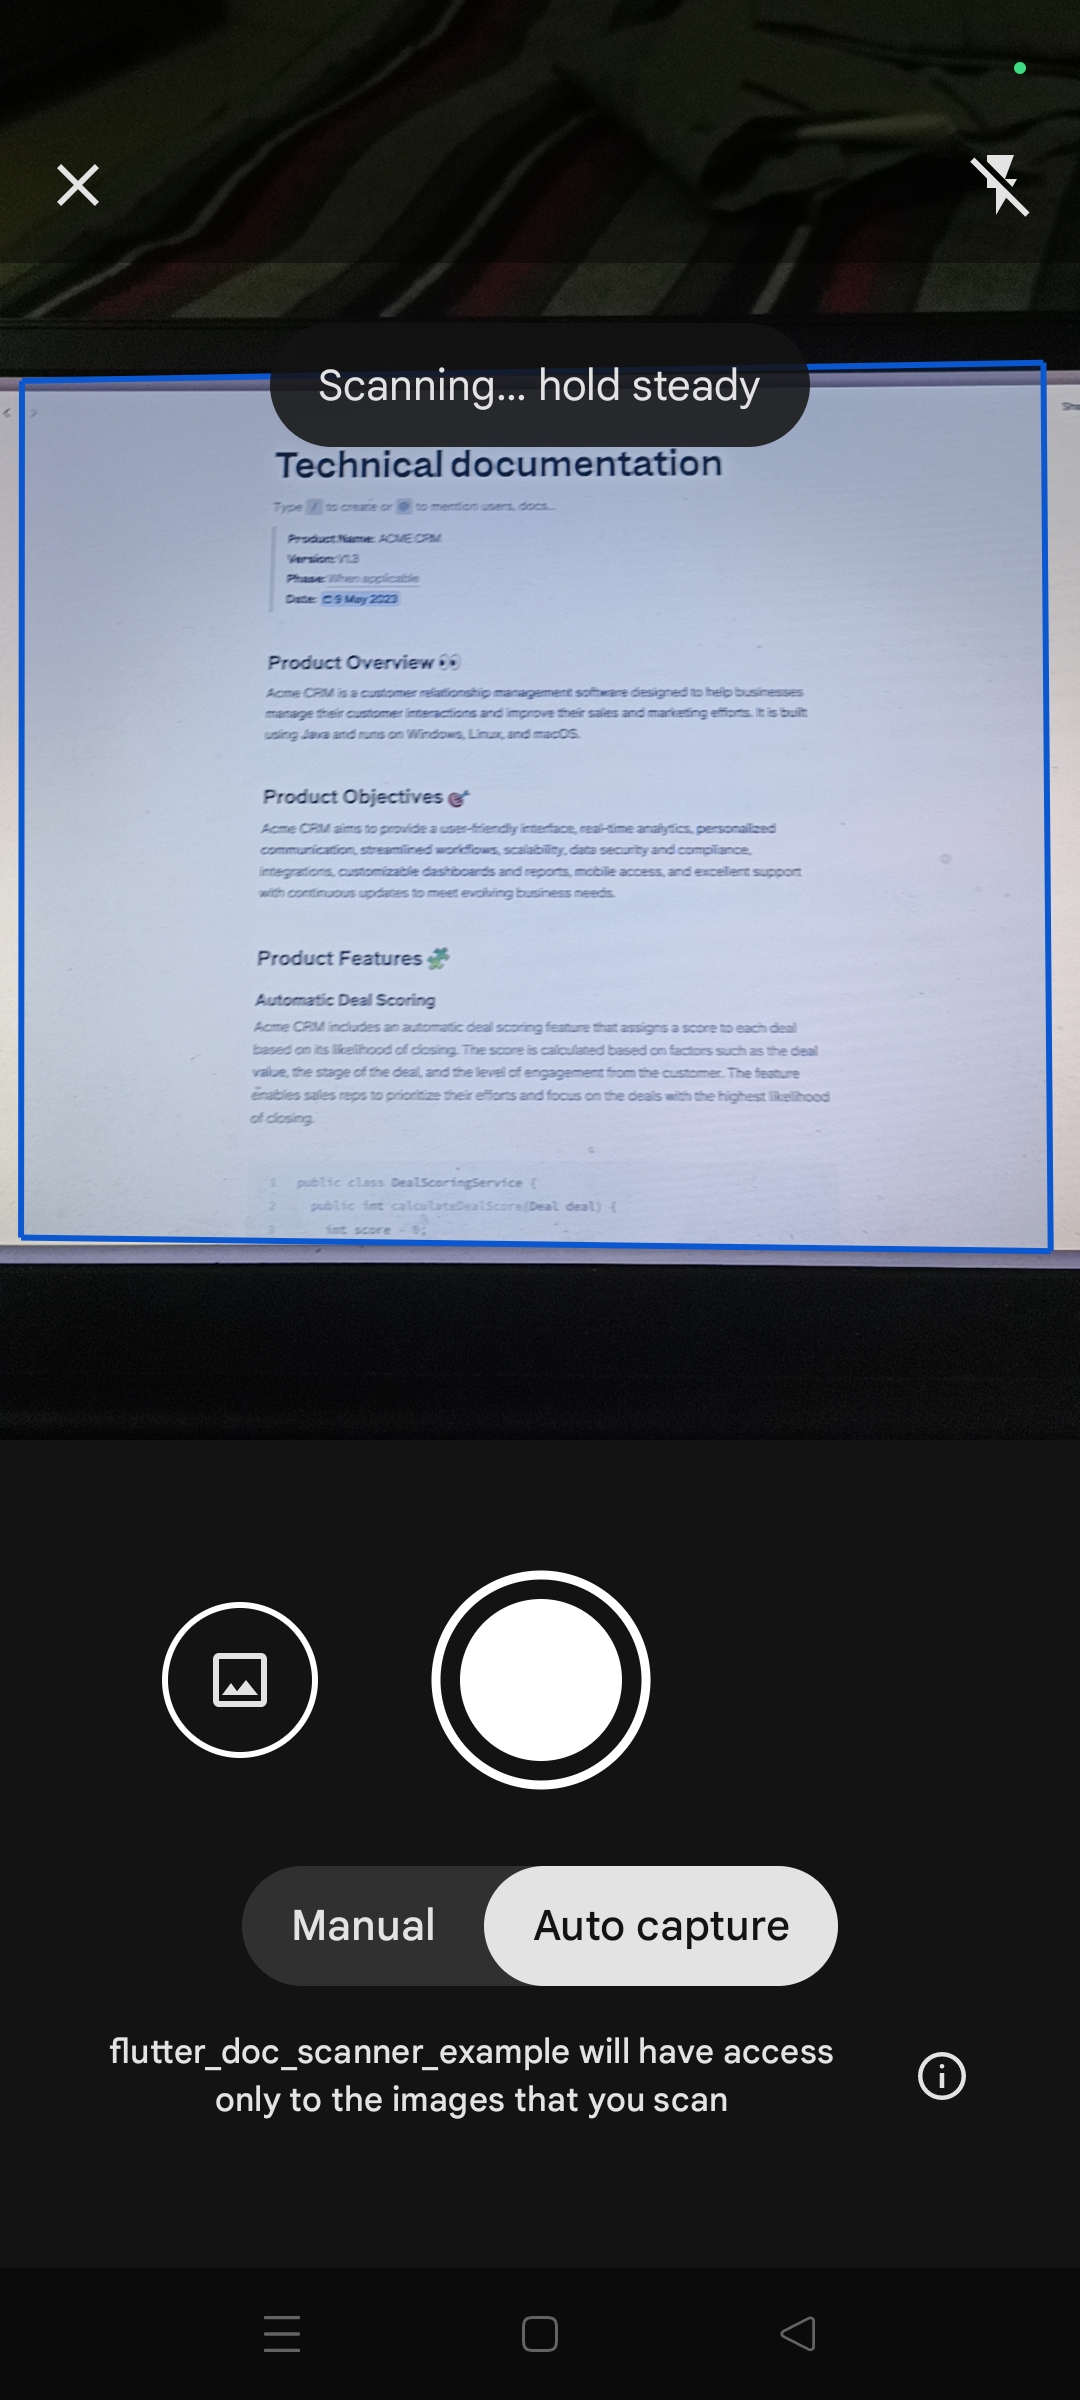 Scanning... hold steady
Technical documentation
Type / to create or @ to mention users, docs...
Product Name: ACME CRM
Version: V1.3
Phase: When applicable
Date: 9 May 2023
Product Overview 👀
Acme CRM is a customer relationship management software designed to help businesses
manage their customer interactions and improve their sales and marketing efforts. It is built
using Java and runs on Windows, Linux, and macOS.
Product Objectives 🎯
Acme CRM aims to provide a user-friendly interface, real-time analytics, personalized
communication, streamlined workflows, scalability, data security and compliance,
integrations, customizable dashboards and reports, mobile access, and excellent support
with continuous updates to meet evolving business needs.
Product Features 🧩
Automatic Deal Scoring
Acme CRM includes an automatic deal scoring feature that assigns a score to each deal
based on its likelihood of closing. The score is calculated based on factors such as the deal
value, the stage of the deal, and the level of engagement from the customer. The feature
enables sales reps to prioritize their efforts and focus on the deals with the highest likelihood
of closing.
1 public class DealScoringService {
2 public int calculateDealScore(Deal deal) {
3 int score = 0;
Manual
Auto capture
flutter_doc_scanner_example will have access
only to the images that you scan